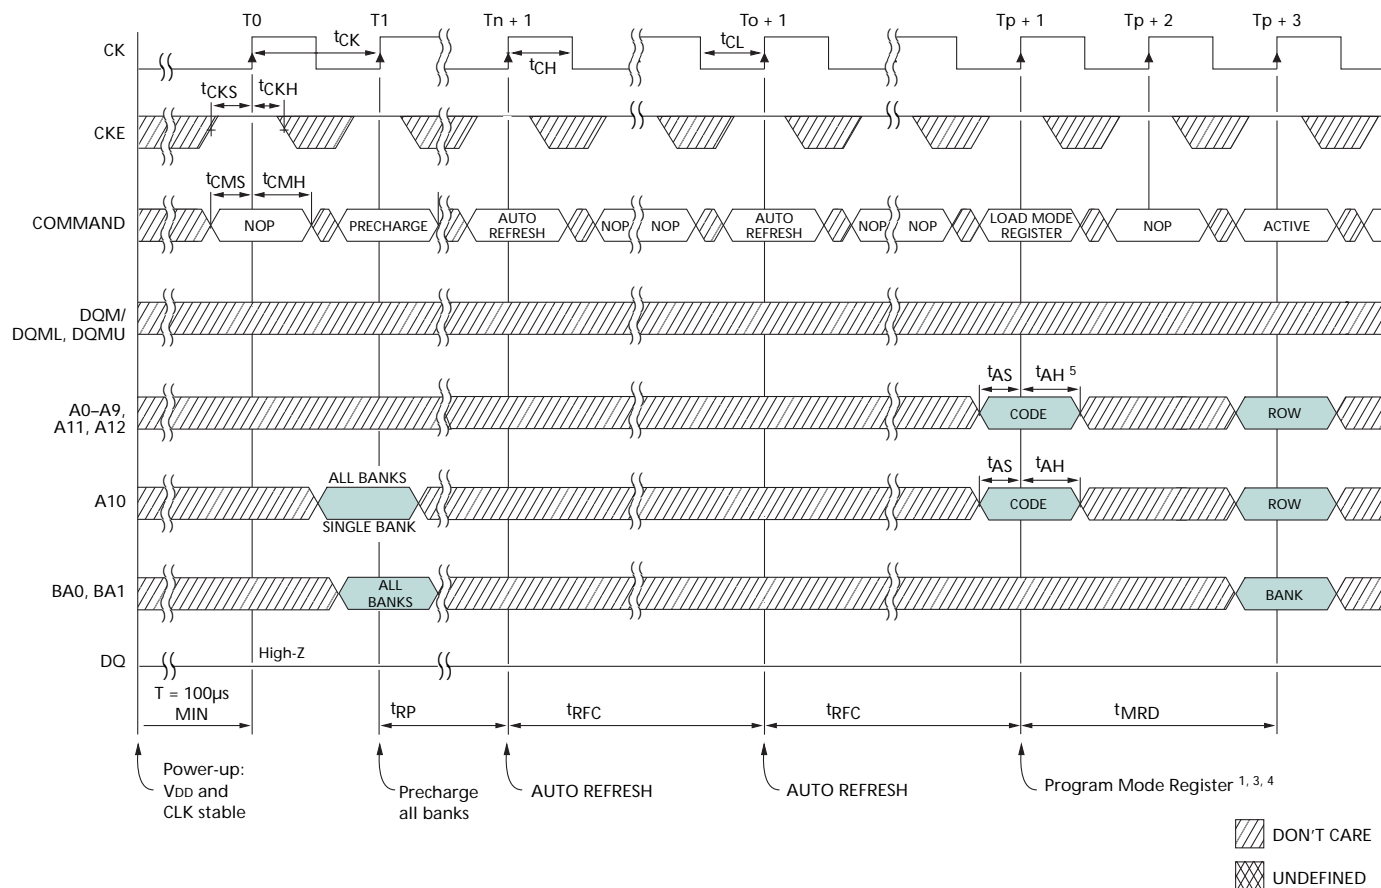 T0 T1 Tn + 1 To + 1 Tp + 1 Tp + 2 Tp + 3
CK
tCK
tCH
tCL
tCKS tCKH
CKE
tCMS tCMH
COMMAND
NOP PRECHARGE AUTO REFRESH NOP NOP AUTO REFRESH NOP NOP LOAD MODE REGISTER NOP ACTIVE
DQM/
DQML, DQMU
tAS tAH 5
A0–A9,
A11, A12
CODE ROW
tAS tAH
ALL BANKS
A10
CODE ROW
SINGLE BANK
BA0, BA1
ALL
BANKS
BANK
DQ
High-Z
T = 100µs
MIN
tRP tRFC tRFC tMRD
Power-up:
VDD and
CLK stable
Precharge
all banks
AUTO REFRESH
AUTO REFRESH
Program Mode Register 1, 3, 4
DON'T CARE
UNDEFINED